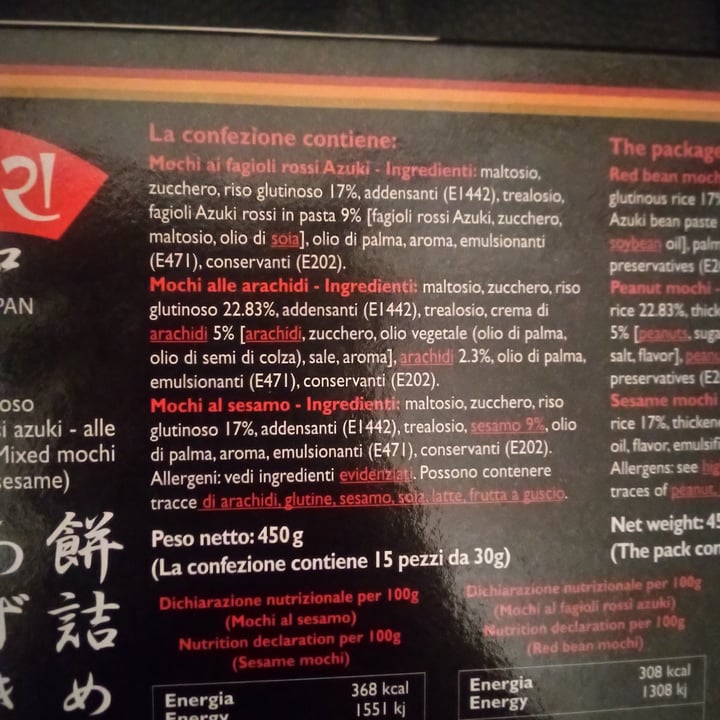 La confezione contiene:
Mochi ai fagioli rossi Azuki - Ingredienti: maltosio,
zucchero, riso glutinoso 17%, addensanti (E1442), trealosio,
fagioli Azuki rossi in pasta 9% [fagioli rossi Azuki, zucchero,
maltosio, olio di soia], olio di palma, aroma, emulsionanti
(E471), conservanti (E202).
Mochi alle arachidi - Ingredienti: maltosio, zucchero, riso
glutinoso 22.83%, addensanti (E1442), trealosio, crema di
arachidi 5% [arachidi, zucchero, olio vegetale (olio di palma,
olio di semi di colza), sale, aroma], arachidi 2.3%, olio di palma,
emulsionanti (E471), conservanti (E202).
Mochi al sesamo - Ingredienti: maltosio, zucchero, riso
glutinoso 17%, addensanti (E1442), trealosio, sesamo 9%, olio
di palma, aroma, emulsionanti (E471), conservanti (E202).
Allergeni: vedi ingredienti evidenziati. Possono contenere
tracce di arachidi, glutine, sesamo, soia, latte, frutta a guscio.
Peso netto: 450 g
(La confezione contiene 15 pezzi da 30g)
Dichiarazione nutrizionale per 100g
(Mochi al sesamo)
Nutrition declaration per 100g
(Sesame mochi)
Energia 368 kcal
Energy 1551 kj
Dichiarazione nutrizionale per 100g
(Mochi al fagioli rossi azuki)
Nutrition declaration per 100g
(Red bean mochi)
Energia 308 kcal
Energy 1308 kj
The package
Red bean moch
glutinous rice 17
Azuki bean paste
soybean oil], palm
preservatives (E2
Peanut mochi -
rice 22.83%, thick
5% [peanuts, suga
salt, flavor], pean
preservatives (E2
Sesame mochi
rice 17%, thicken
oil, flavor, emulsif
Allergens: see hig
traces of peanut,
Net weight: 45
(The pack con
PAN
oso
i azuki - alle
Mixed mochi
sesame)
餅詰め